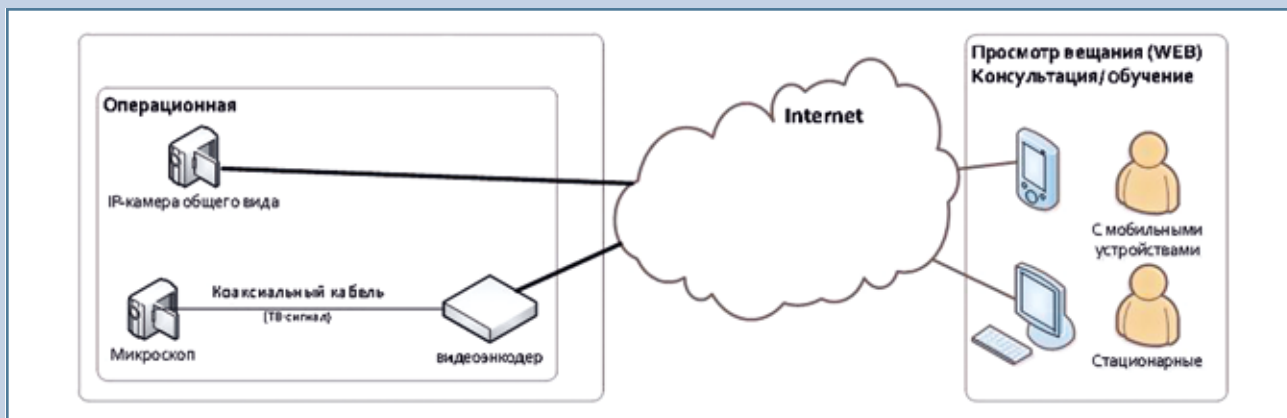 Операционная
IP-камера общего вида
Микроскоп
Коаксиальный кабель
(ТВ-сигнал)
видеоэнкодер
Internet
Просмотр вещания (WEB)
Консультация/обучение
С мобильными
устройствами
Стационарные